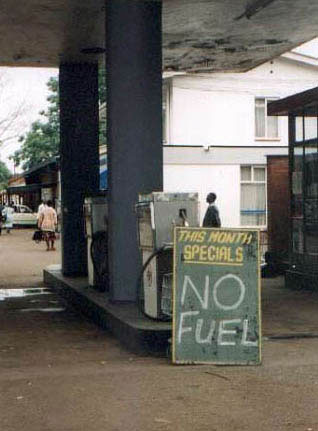 THIS MONTH
SPECIALS
NO
FUEL